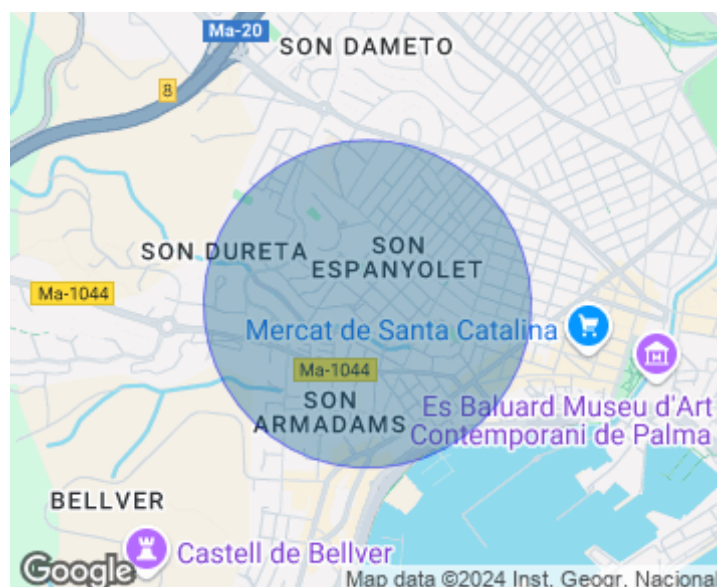 Ma-20
SON DAMETO
8
SON DURETA
SON
ESPANYOLET
Ma-1044
Mercat de Santa Catalina
Ma-1044
SON
ARMADAMS
Es Baluard Museu d'Art
Contemporani de Palma
BELLVER
Castell de Bellver
Google
Map data ©2024 Inst. Geogr. Nacional